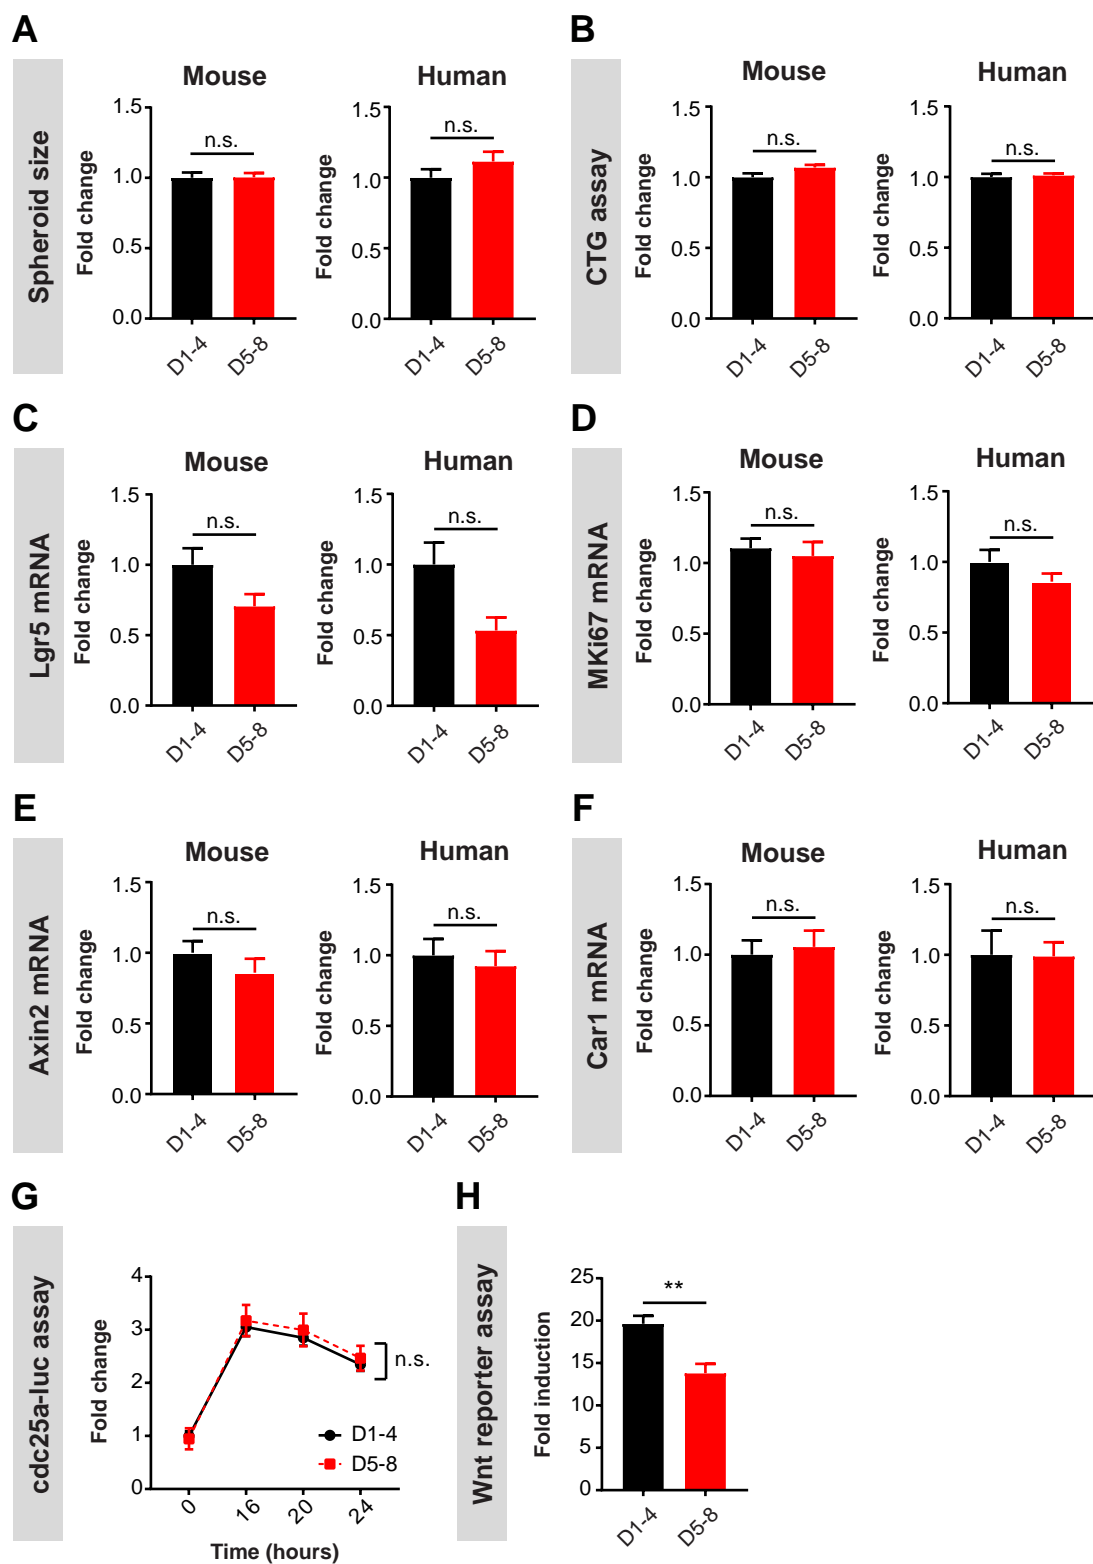 A
Spheroid size
Mouse
Fold change
1.5
1.0
0.5
0.0
n.s.
D1-4
D5-8
Human
Fold change
1.5
1.0
0.5
0.0
n.s.
D1-4
D5-8
B
CTG assay
Mouse
Fold change
1.5
1.0
0.5
0.0
n.s.
D1-4
D5-8
Human
Fold change
1.5
1.0
0.5
0.0
n.s.
D1-4
D5-8
C
Lgr5 mRNA
Mouse
Fold change
1.5
1.0
0.5
0.0
n.s.
D1-4
D5-8
Human
Fold change
1.5
1.0
0.5
0.0
n.s.
D1-4
D5-8
D
MKi67 mRNA
Mouse
Fold change
1.5
1.0
0.5
0.0
n.s.
D1-4
D5-8
Human
Fold change
1.5
1.0
0.5
0.0
n.s.
D1-4
D5-8
E
Axin2 mRNA
Mouse
Fold change
1.5
1.0
0.5
0.0
n.s.
D1-4
D5-8
Human
Fold change
1.5
1.0
0.5
0.0
n.s.
D1-4
D5-8
F
Car1 mRNA
Mouse
Fold change
1.5
1.0
0.5
0.0
n.s.
D1-4
D5-8
Human
Fold change
1.5
1.0
0.5
0.0
n.s.
D1-4
D5-8
G
cdc25a-luc assay
Fold change
4
3
2
1
0
n.s.
D1-4
D5-8
0
16
20
24
Time (hours)
H
Wnt reporter assay
Fold induction
25
20
15
10
5
0
**
D1-4
D5-8